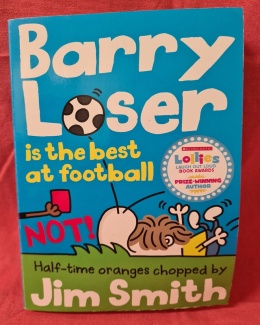 Barry
Loser
is the best
at football
NOT!
Lollies
LAUGH OUT LOUD
BOOK AWARDS
PRIZE-WINNING
AUTHOR
Half-time oranges chopped by
Jim Smith